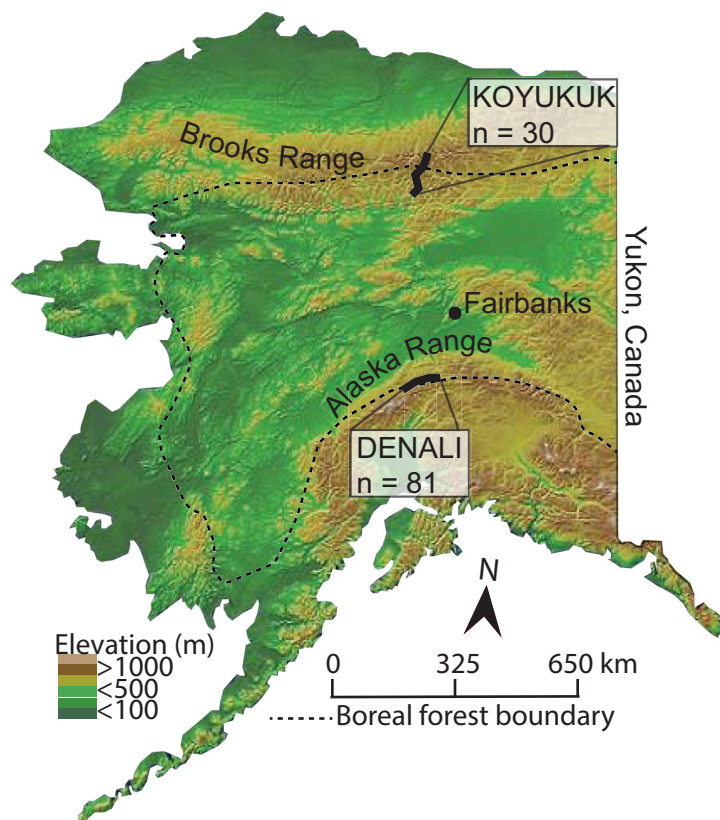 KOYUKUK
n = 30
Brooks Range
Yukon, Canada
Fairbanks
Alaska Range
DENALI
n = 81
N
Elevation (m)
>1000
<500
<100
0 325 650 km
Boreal forest boundary